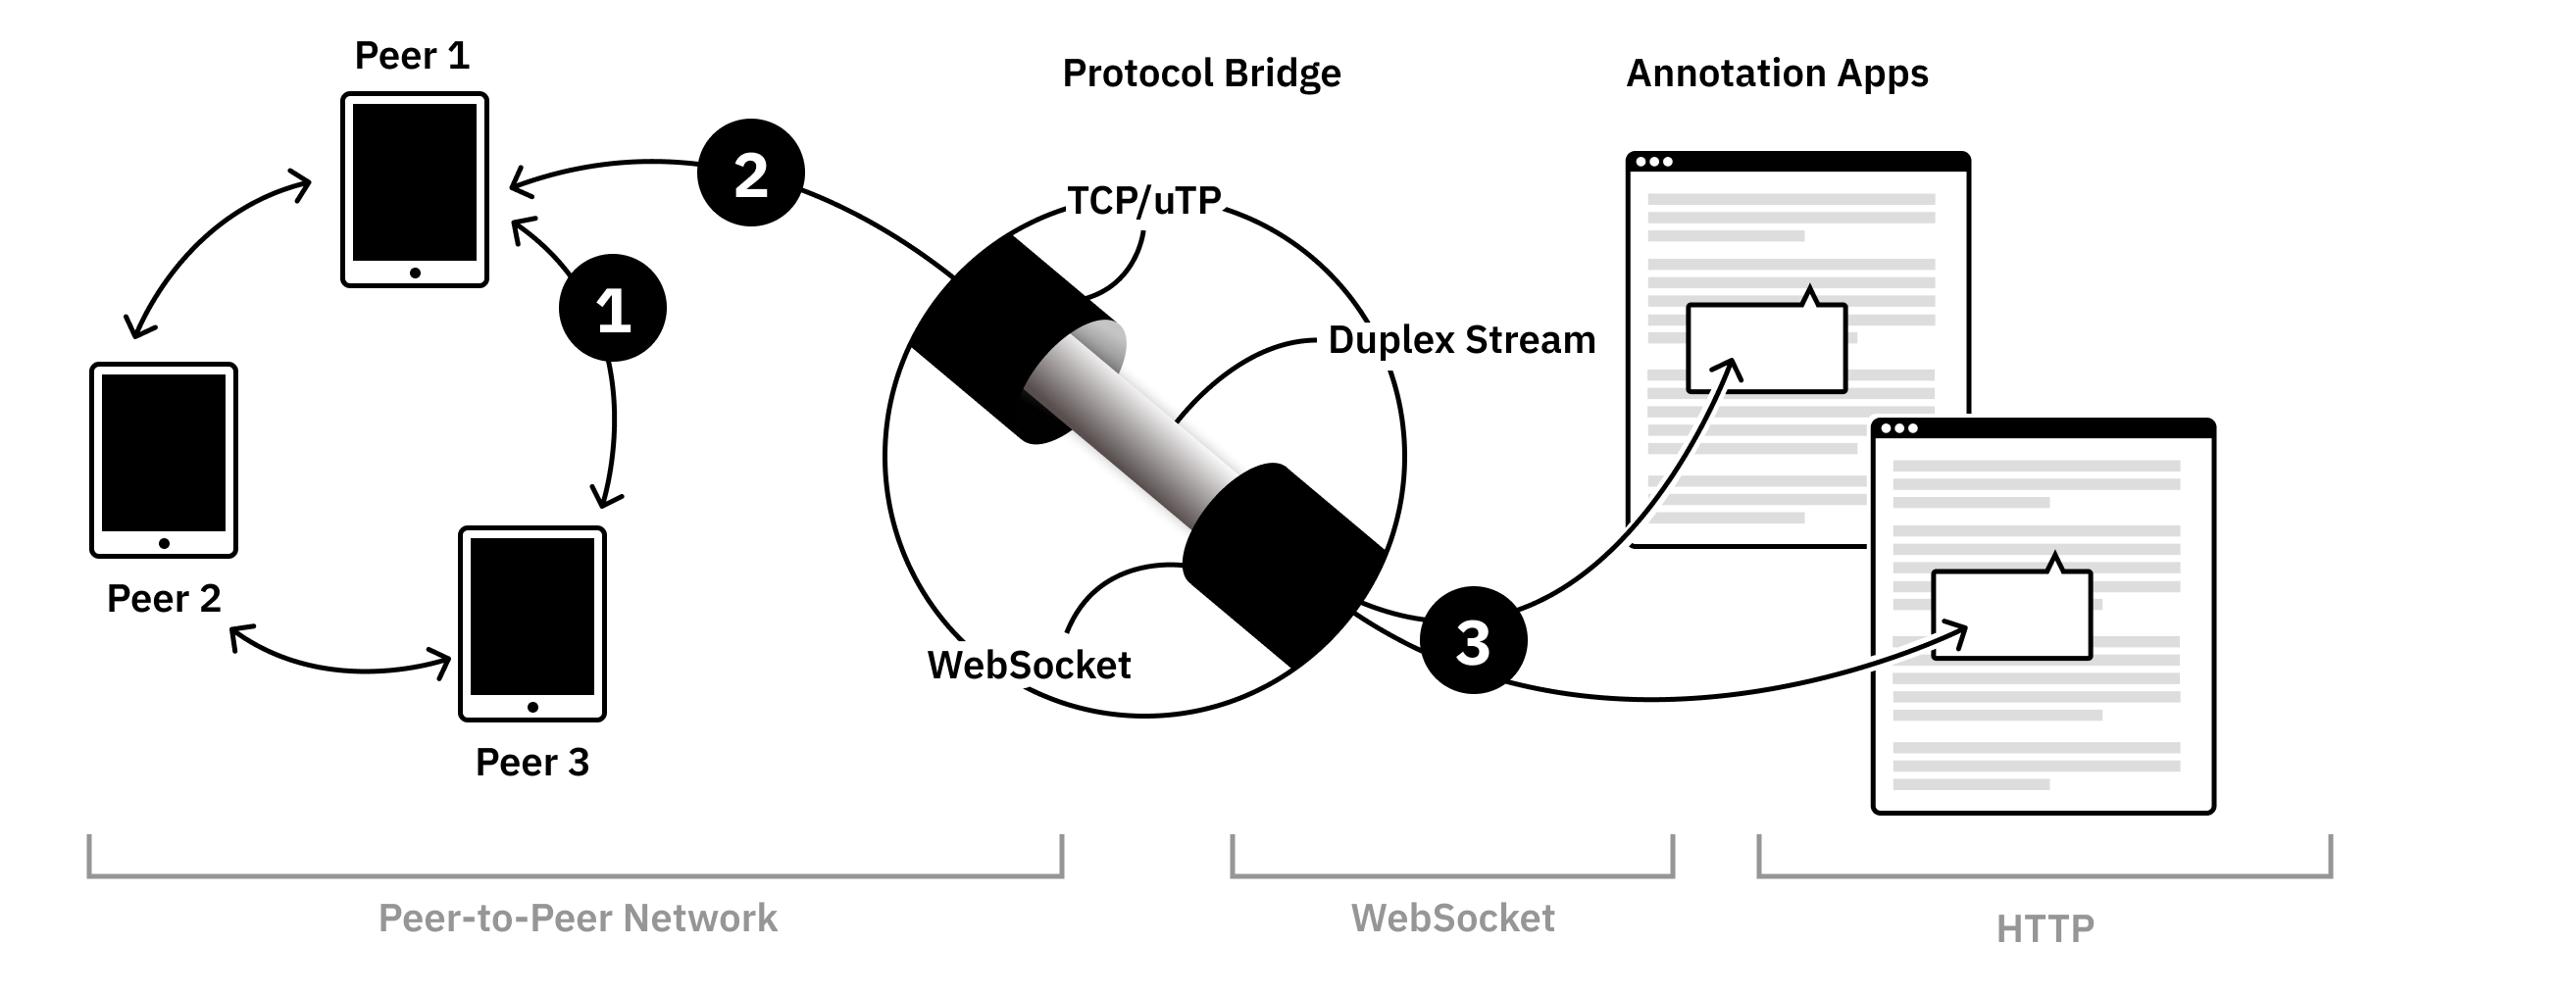 Peer 1
Protocol Bridge
Annotation Apps
2
TCP/uTP
1
Duplex Stream
Peer 2
WebSocket
3
Peer 3
Peer-to-Peer Network
WebSocket
HTTP